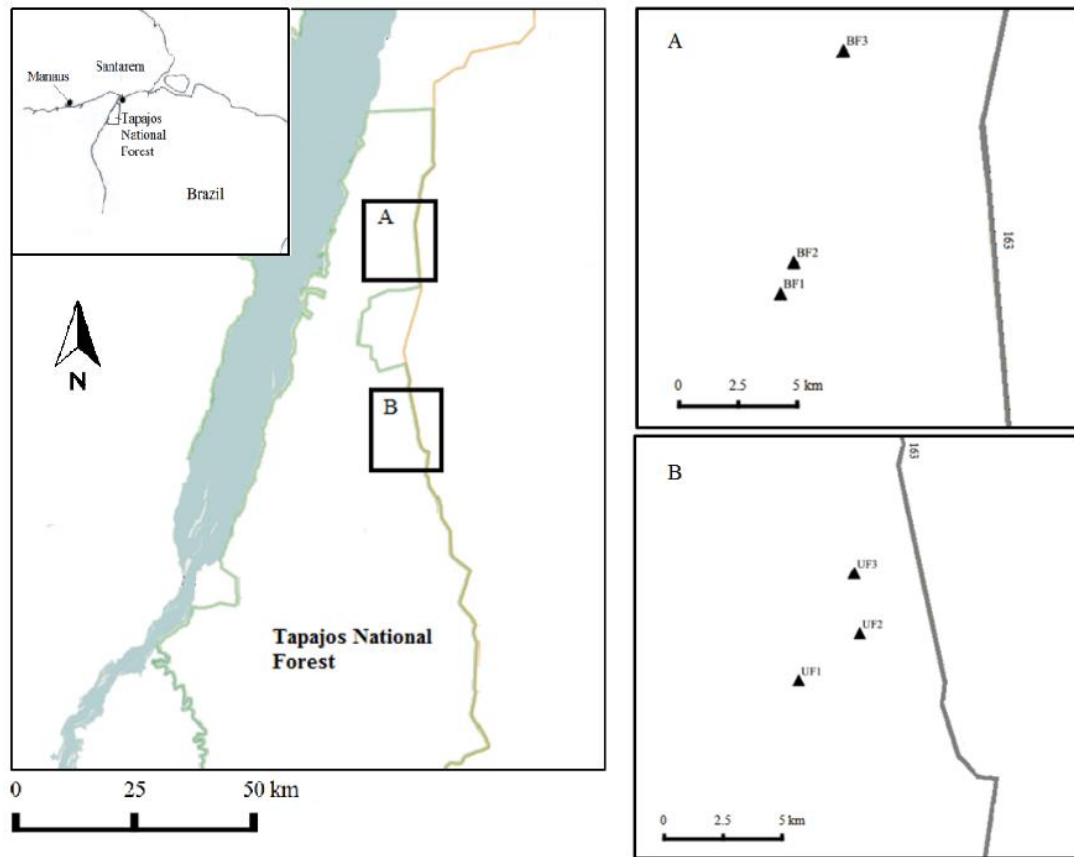 Santarem
Manaus
Tapajos
National
Forest
Brazil
A
B
N
Tapajos National
Forest
0 25 50 km
A
BF3
163
BF2
BF1
0 2.5 5 km
163
B
UF3
UF2
UF1
0 2.5 5 km